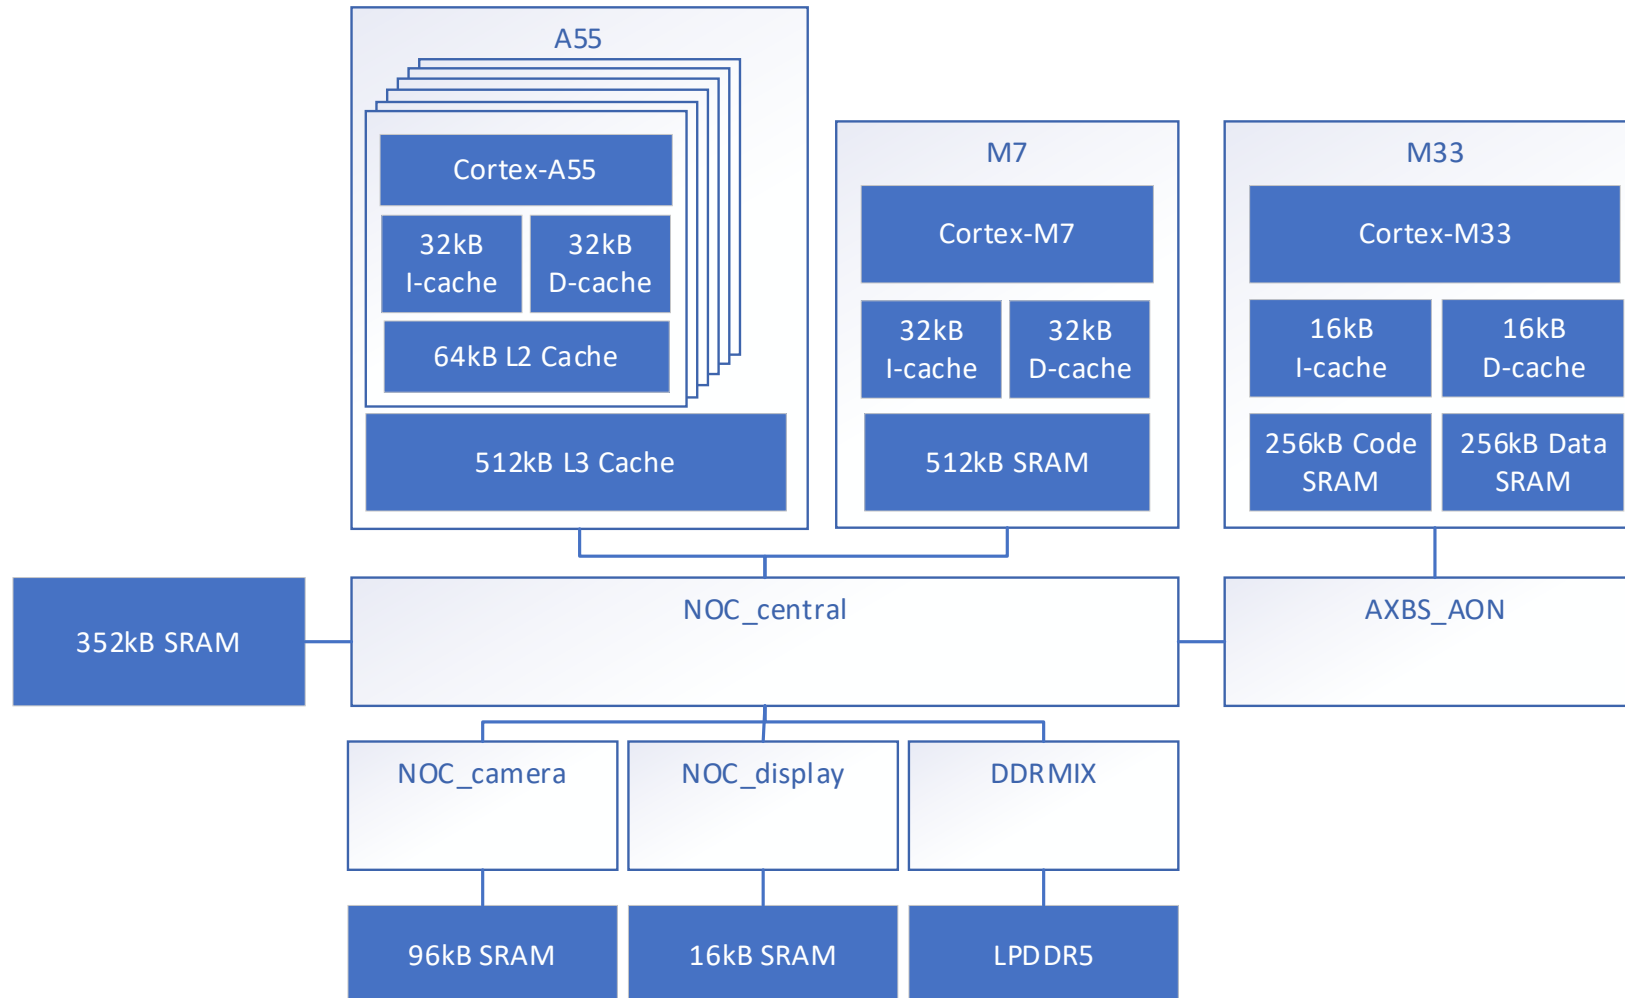 A55
Cortex-A55
32kB
I-cache
32kB
D-cache
64kB L2 Cache
512kB L3 Cache
M7
Cortex-M7
32kB
I-cache
32kB
D-cache
512kB SRAM
M33
Cortex-M33
16kB
I-cache
16kB
D-cache
256kB Code
SRAM
256kB Data
SRAM
352kB SRAM
NOC_central
AXBS_AON
NOC_camera
NOC_display
DDRMIX
96kB SRAM
16kB SRAM
LPDDR5